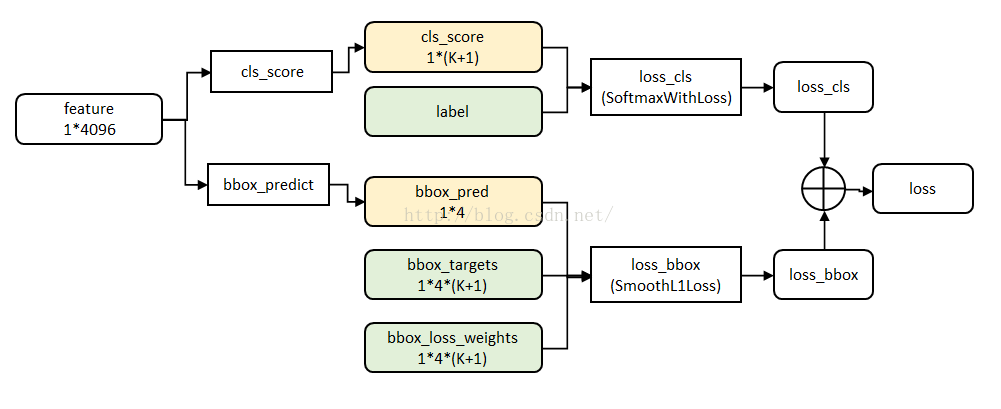 feature
1*4096
cls_score
bbox_predict
cls_score
1*(K+1)
label
bbox_pred
1*4
http://blog.csdn.net/
bbox_targets
1*4*(K+1)
bbox_loss_weights
1*4*(K+1)
loss_cls
(SoftmaxWithLoss)
loss_bbox
(SmoothL1Loss)
loss_cls
loss_bbox
loss